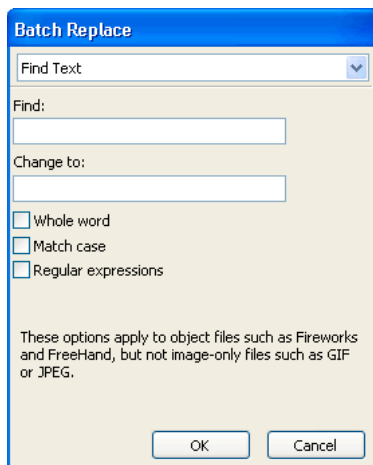 Batch Replace
Find Text
Find:
Change to:
Whole word
Match case
Regular expressions
These options apply to object files such as Fireworks
and FreeHand, but not image-only files such as GIF
or JPEG.
OK Cancel